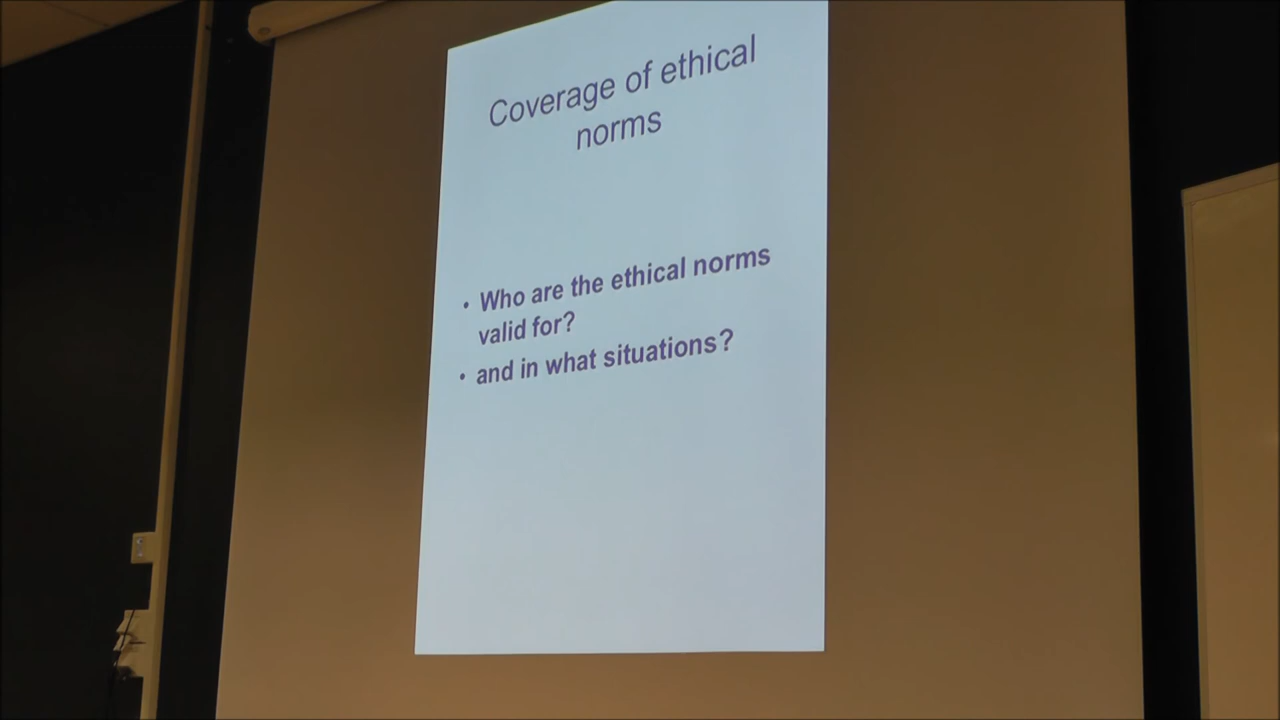 Coverage of ethical
norms
• Who are the ethical norms
valid for?
• and in what situations?